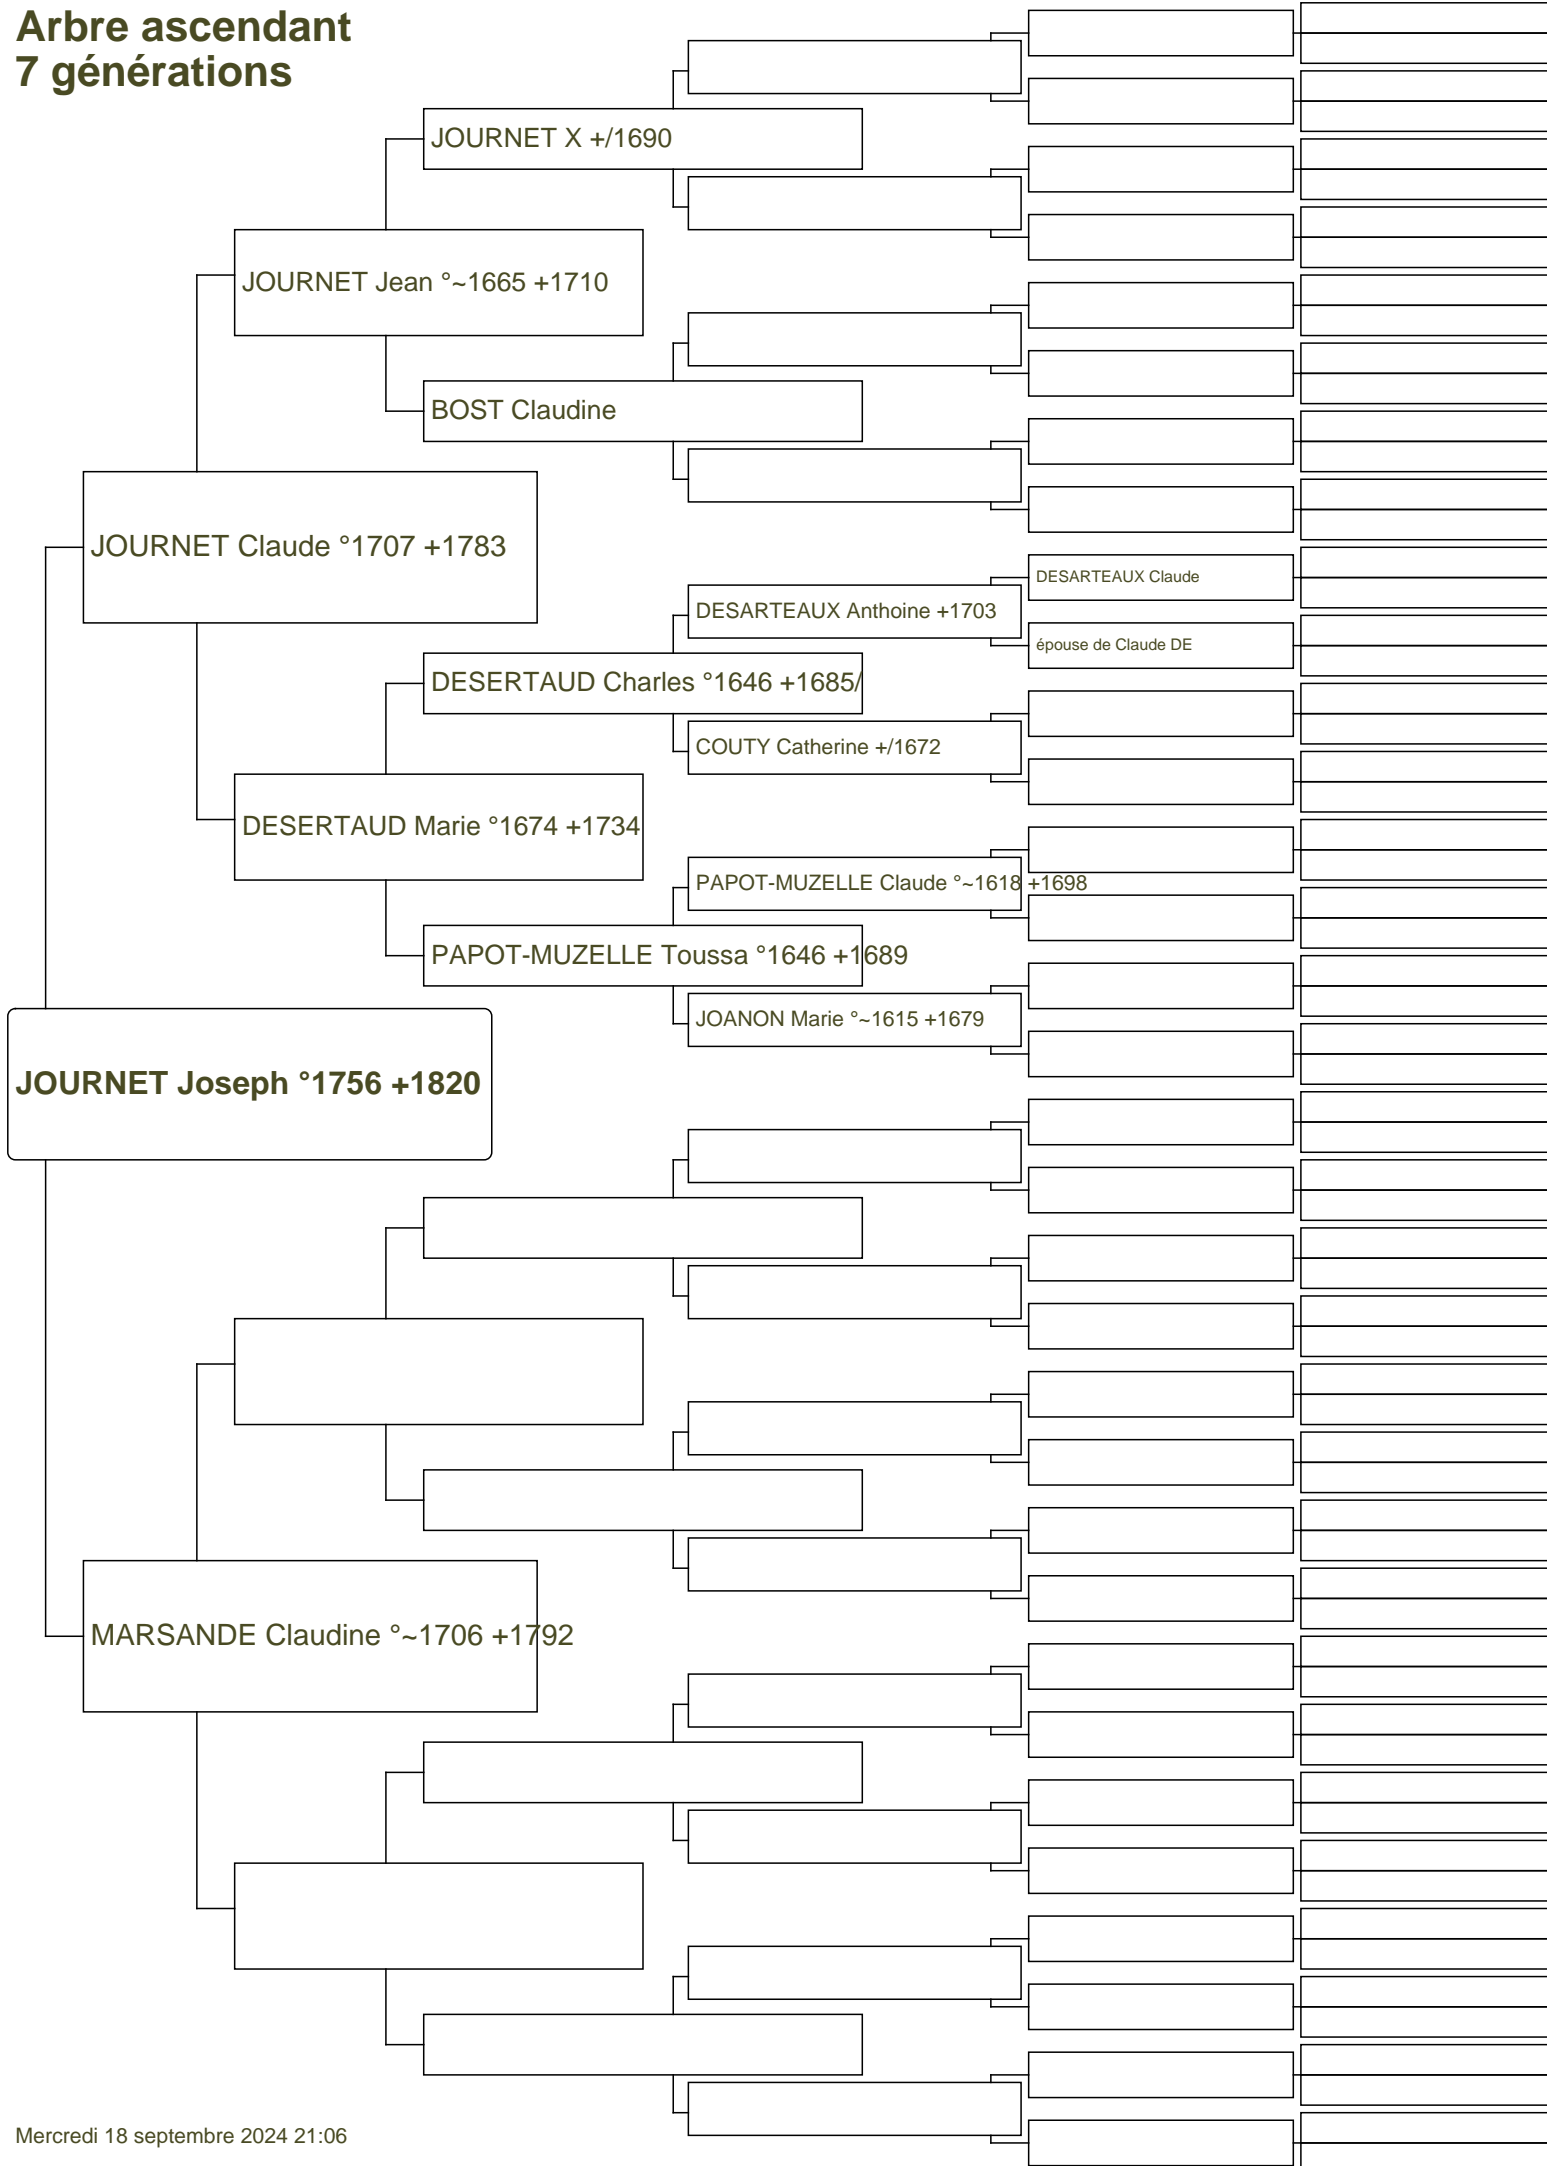 Arbre ascendant
7 générations
JOURNET X +/1690
JOURNET Jean °~1665 +1710
BOST Claudine
JOURNET Claude °1707 +1783
DESARTEAUX Claude
DESARTEAUX Anthoine +1703
épouse de Claude DE
DESERTAUD Charles °1646 +1685/
COUTY Catherine +/1672
DESERTAUD Marie °1674 +1734
PAPOT-MUZELLE Claude °~1618 +1698
PAPOT-MUZELLE Toussa °1646 +1689
JOANON Marie °~1615 +1679
JOURNET Joseph °1756 +1820
MARSANDE Claudine °~1706 +1792
Mercredi 18 septembre 2024 21:06